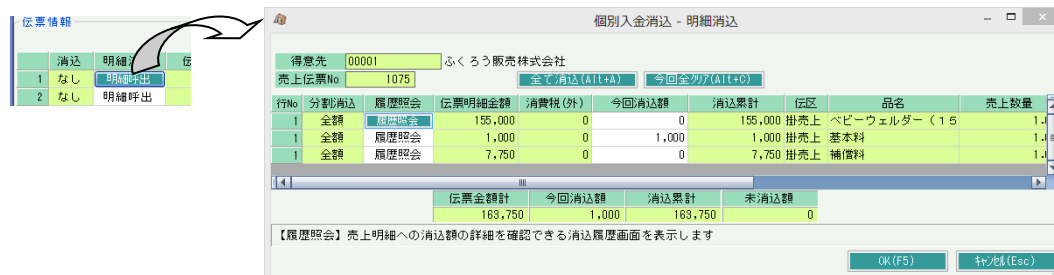 伝票情報
消込 明細
1 なし 明細呼出
2 なし 明細呼出
個別入金消込 - 明細消込
得意先 00001 ふくろう販売株式会社
売上伝票No 1075 全て消込(Alt+A) 今回全クリア(Alt+C)
行No 分割消込 履歴照会 伝票明細金額 消費税(外) 今回消込額 消込累計 伝区 品名 売上数量
1 全額 履歴照会 155,000 0 0 155,000 掛売上 ベビーウェルダー(15 1.
1 全額 履歴照会 1,000 0 1,000 1,000 掛売上 基本料 1.
1 全額 履歴照会 7,750 0 0 7,750 掛売上 補償料 1.
伝票金額計 今回消込額 消込累計 未消込額
163,750 1,000 163,750 0
【履歴照会】売上明細への消込額の詳細を確認できる消込履歴画面を表示します
OK(F5) キャンセル(Esc)